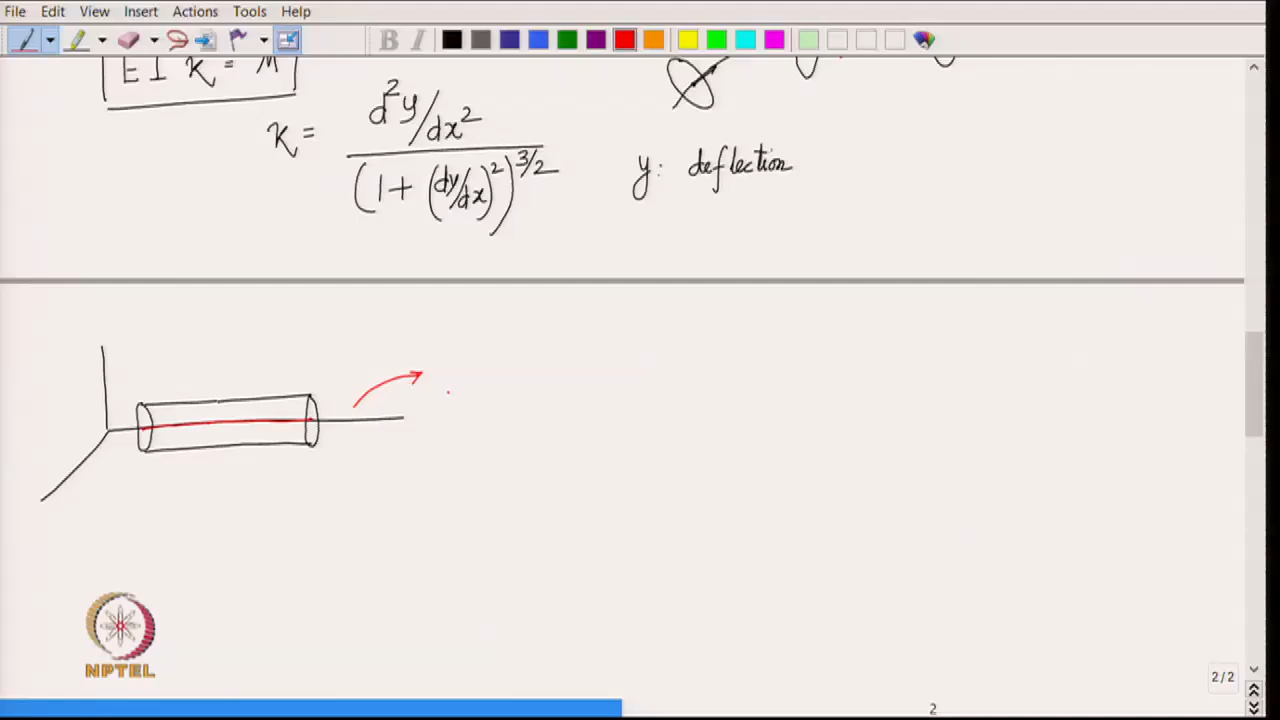 File Edit View Insert Actions Tools Help
B I
E I κ = M
κ = d²y/dx² / (1 + (dy/dx)²)^3/2
y: deflection
NPTEL
2/2
2